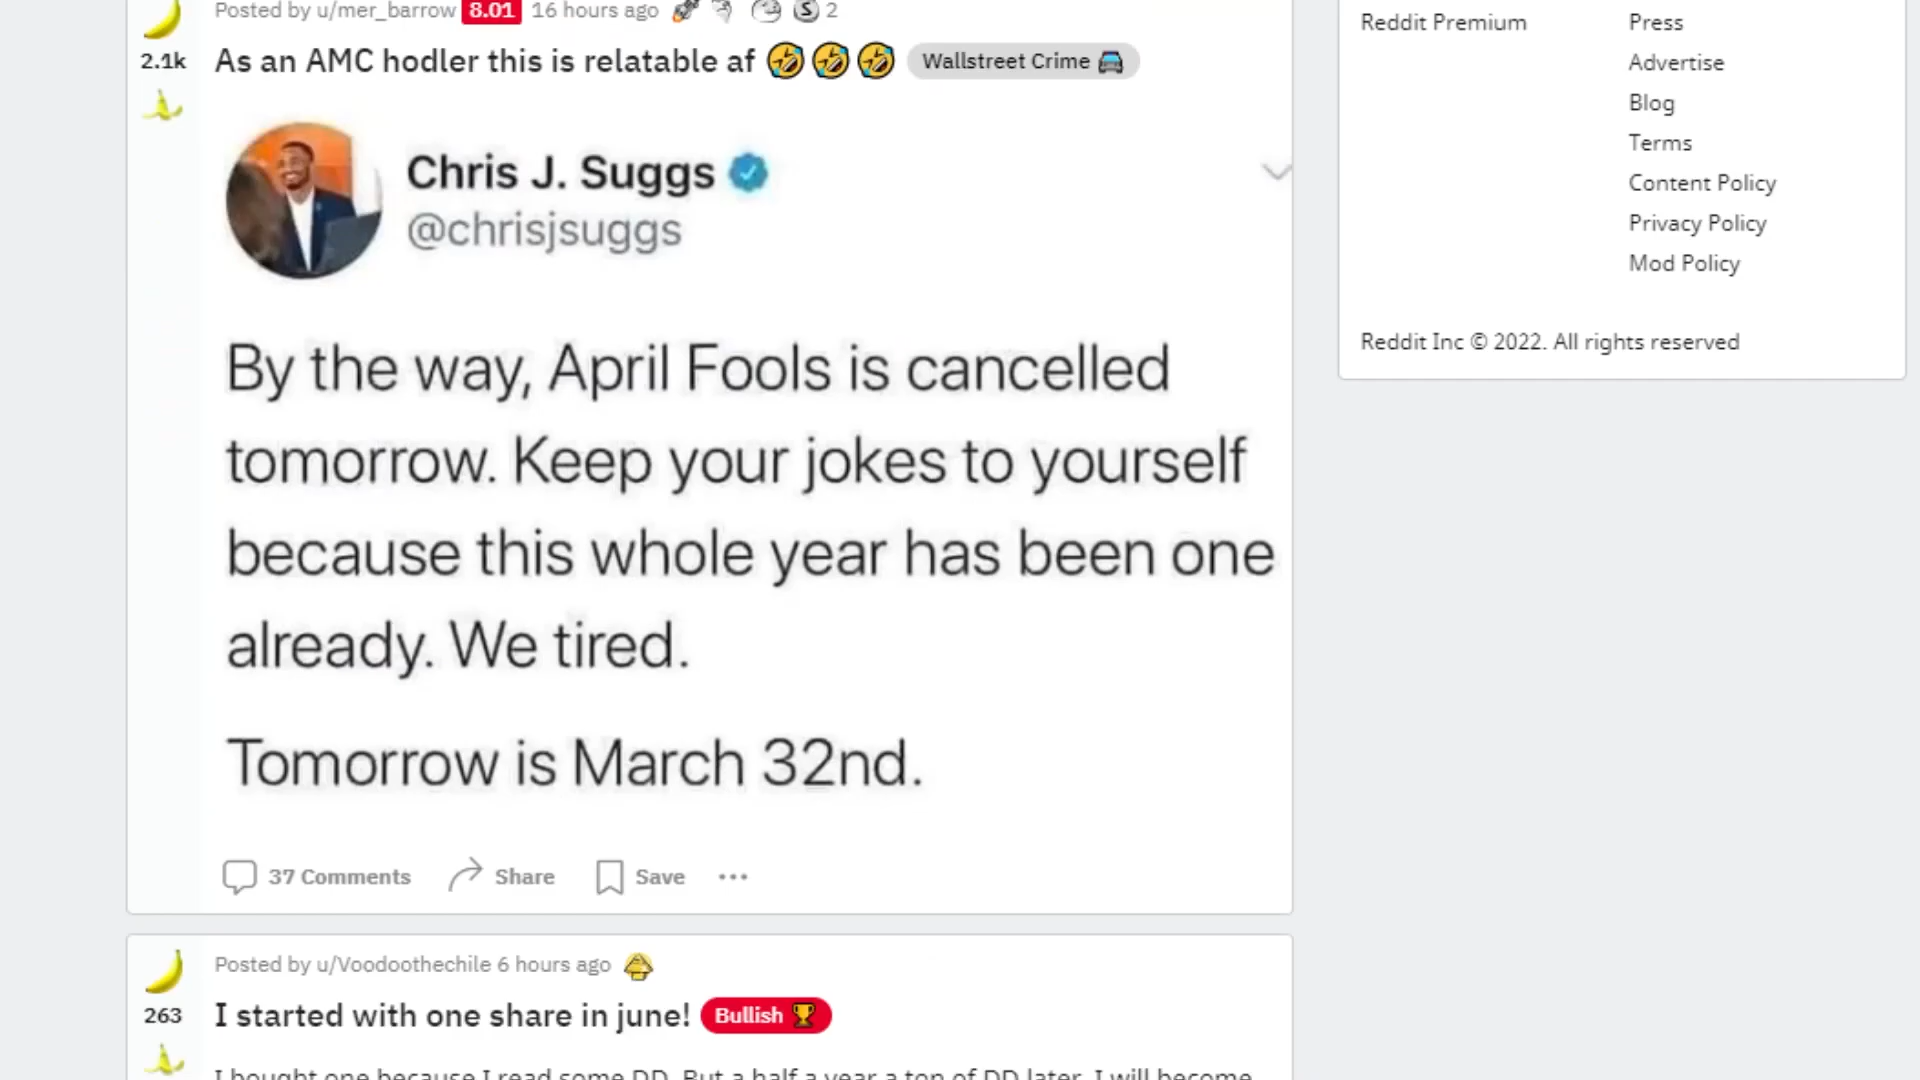 Posted by u/mer_barrow 8.01 16 hours ago 2
2.1k
As an AMC hodler this is relatable af 🤣🤣🤣 Wallstreet Crime 🚔
Chris J. Suggs
@chrisjsuggs
By the way, April Fools is cancelled
tomorrow. Keep your jokes to yourself
because this whole year has been one
already. We tired.
Tomorrow is March 32nd.
37 Comments Share Save
Posted by u/Voodoothechile 6 hours ago
263
I started with one share in june! Bullish 🏆
I bought one because I read some DD. But a half a year a ton of DD later, I will become
Reddit Premium
Press
Advertise
Blog
Terms
Content Policy
Privacy Policy
Mod Policy
Reddit Inc © 2022. All rights reserved